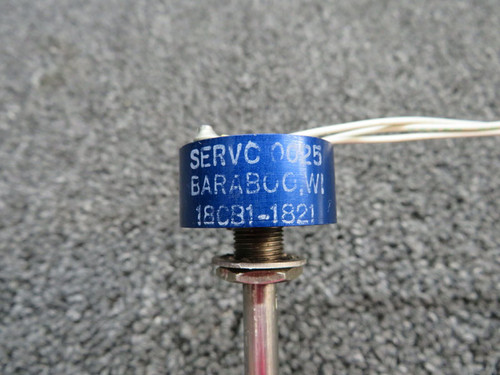 SERVO 0025
BARABOO, WI
18CB1-1821